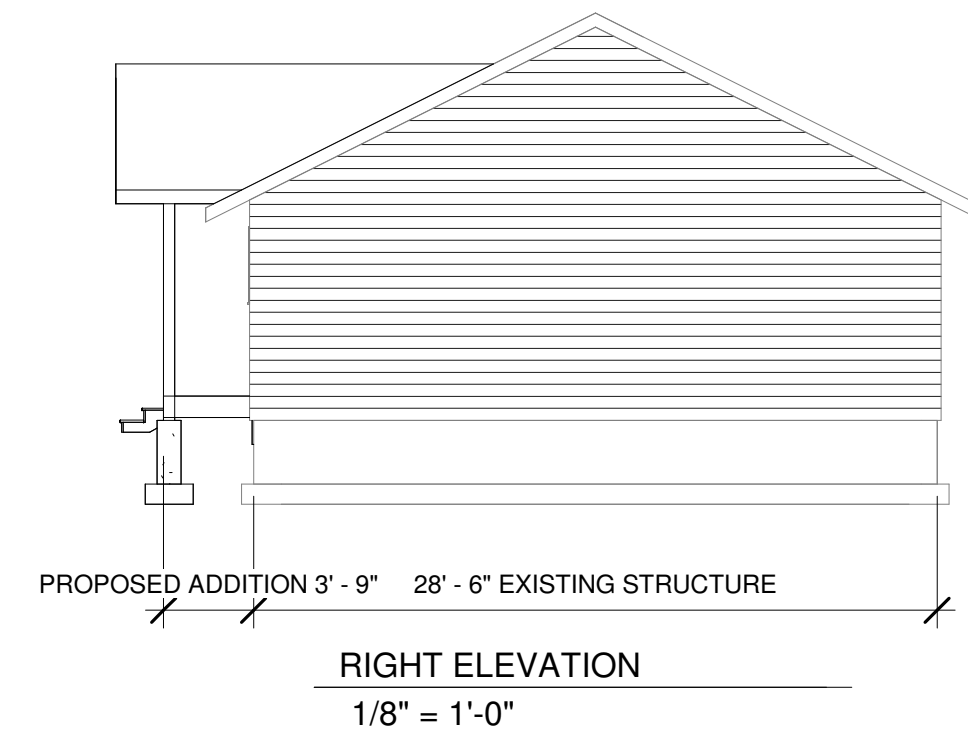 PROPOSED ADDITION 3' - 9" 28' - 6" EXISTING STRUCTURE
RIGHT ELEVATION
1/8" = 1'-0"